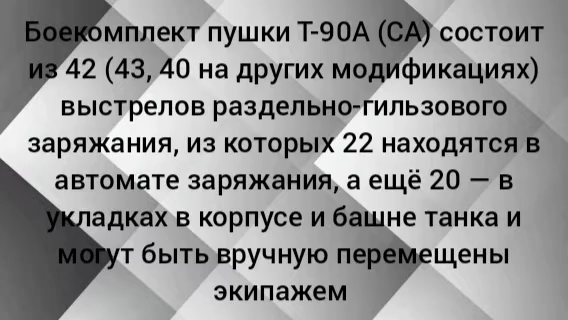 Боекомплект пушки Т-90А (СА) состоит
из 42 (43, 40 на других модификациях)
выстрелов раздельно-гильзового
заряжания, из которых 22 находятся в
автомате заряжания, а ещё 20 — в
укладках в корпусе и башне танка и
могут быть вручную перемещены
экипажем